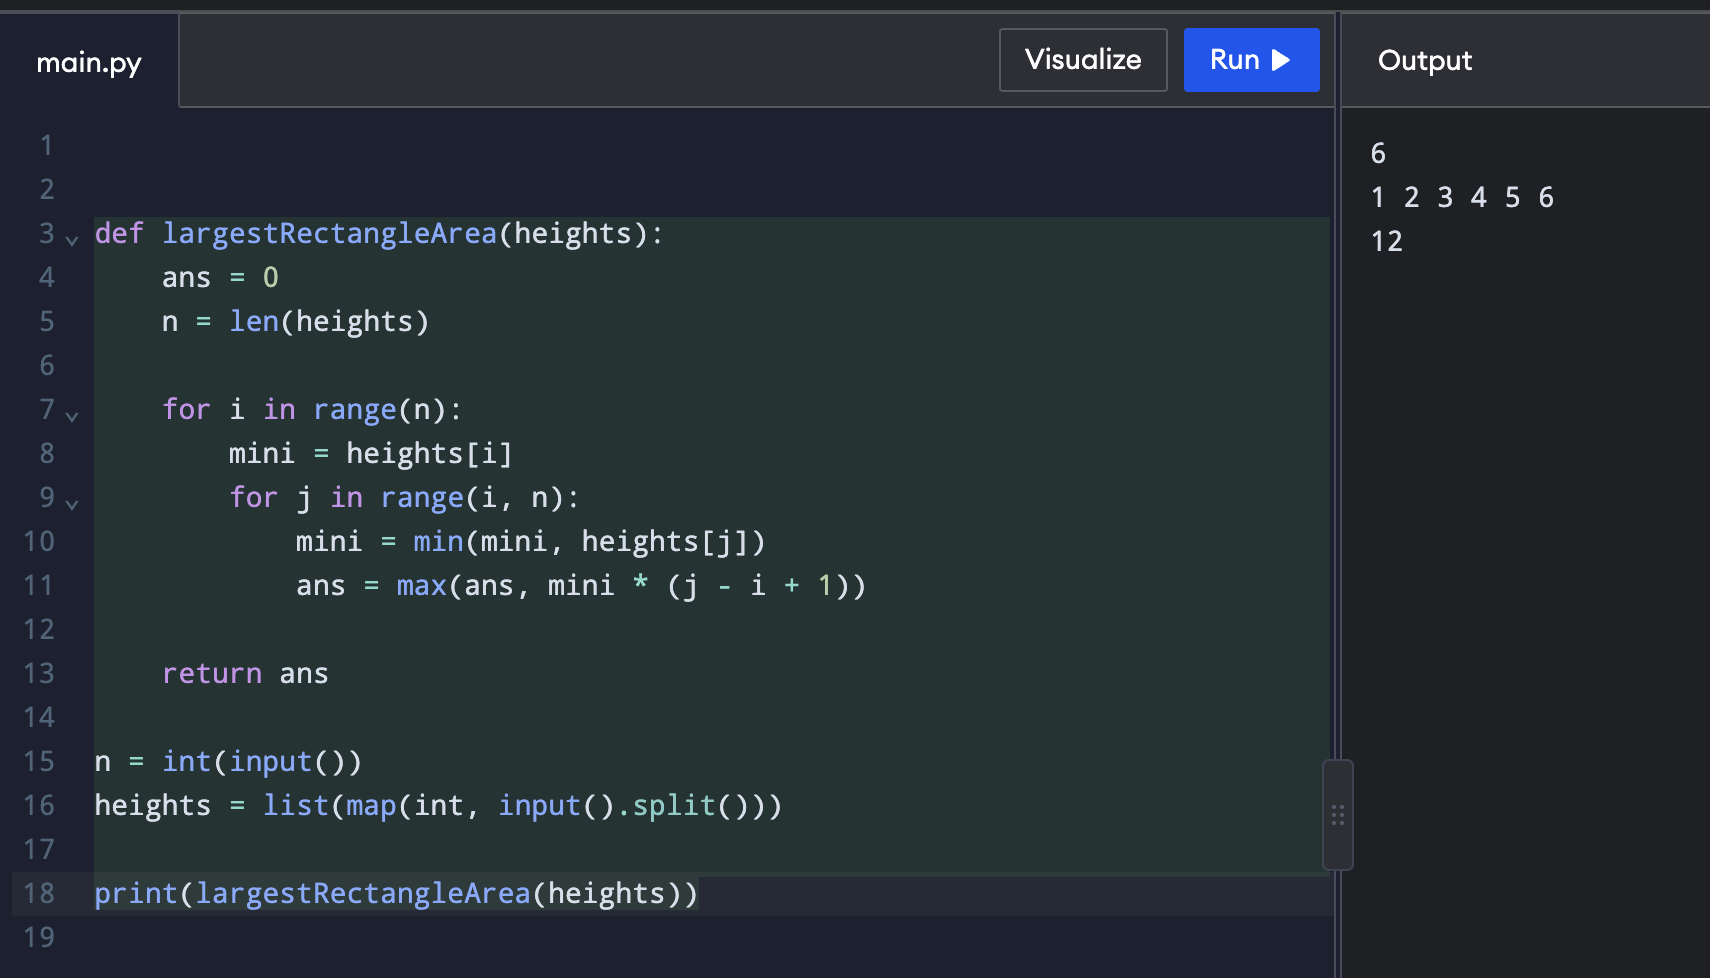 main.py
Visualize
Run
Output
1
2
3 def largestRectangleArea(heights):
4     ans = 0
5     n = len(heights)
6
7     for i in range(n):
8         mini = heights[i]
9         for j in range(i, n):
10             mini = min(mini, heights[j])
11             ans = max(ans, mini * (j - i + 1))
12
13     return ans
14
15 n = int(input())
16 heights = list(map(int, input().split()))
17
18 print(largestRectangleArea(heights))
19
6
1 2 3 4 5 6
12